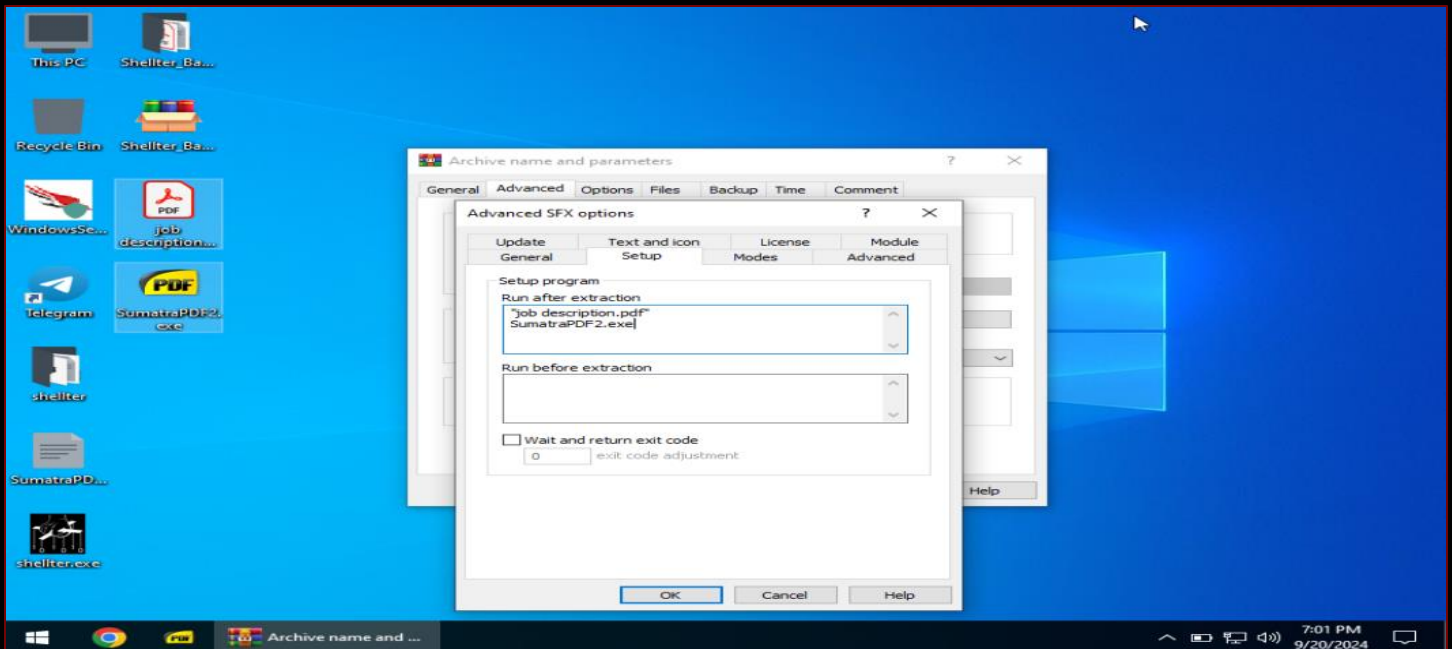 This PC
Shellter_Ba...
Recycle Bin
Shellter_Ba...
WindowsSe...
PDF
job
description...
Telegram
PDF
SumatraPDF2.
exe
shellter
SumatraPD...
shellter.exe
Archive name and parameters
?
General Advanced Options Files Backup Time Comment
Advanced SFX options
?
Update Text and icon License Module
General Setup Modes Advanced
Setup program
Run after extraction
"job description.pdf"
SumatraPDF2.exe
Run before extraction
Wait and return exit code
0 exit code adjustment
Help
OK Cancel Help
PDF
Archive name and ...
7:01 PM
9/20/2024